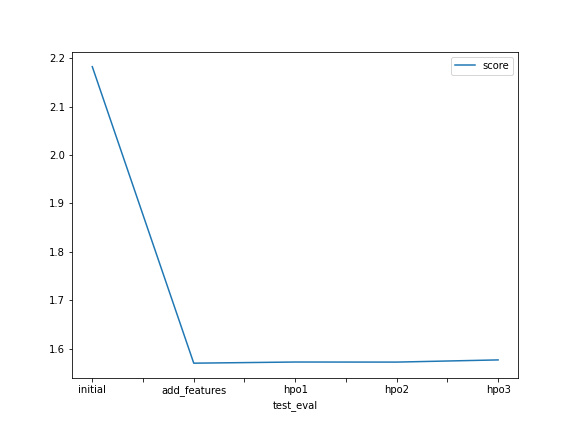 score
2.2
2.1
2.0
1.9
1.8
1.7
1.6
initial add_features hpo1 hpo2 hpo3
test_eval